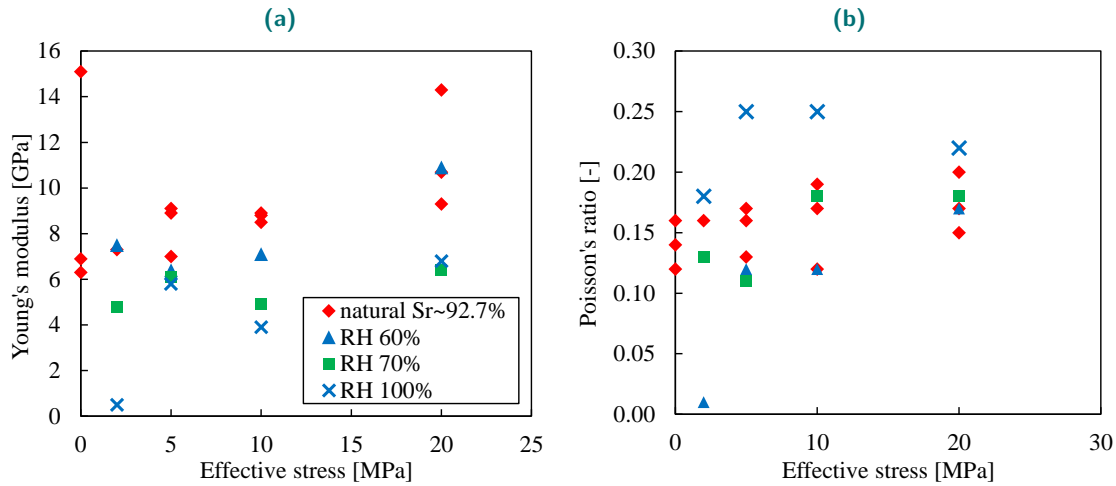 (a)
Young's modulus [GPa]
16
14
12
10
8
6
4
2
0
natural Sr~92.7%
RH 60%
RH 70%
RH 100%
0 5 10 15 20 25
Effective stress [MPa]
(b)
Poisson's ratio [-]
0.30
0.25
0.20
0.15
0.10
0.05
0.00
0 10 20 30
Effective stress [MPa]